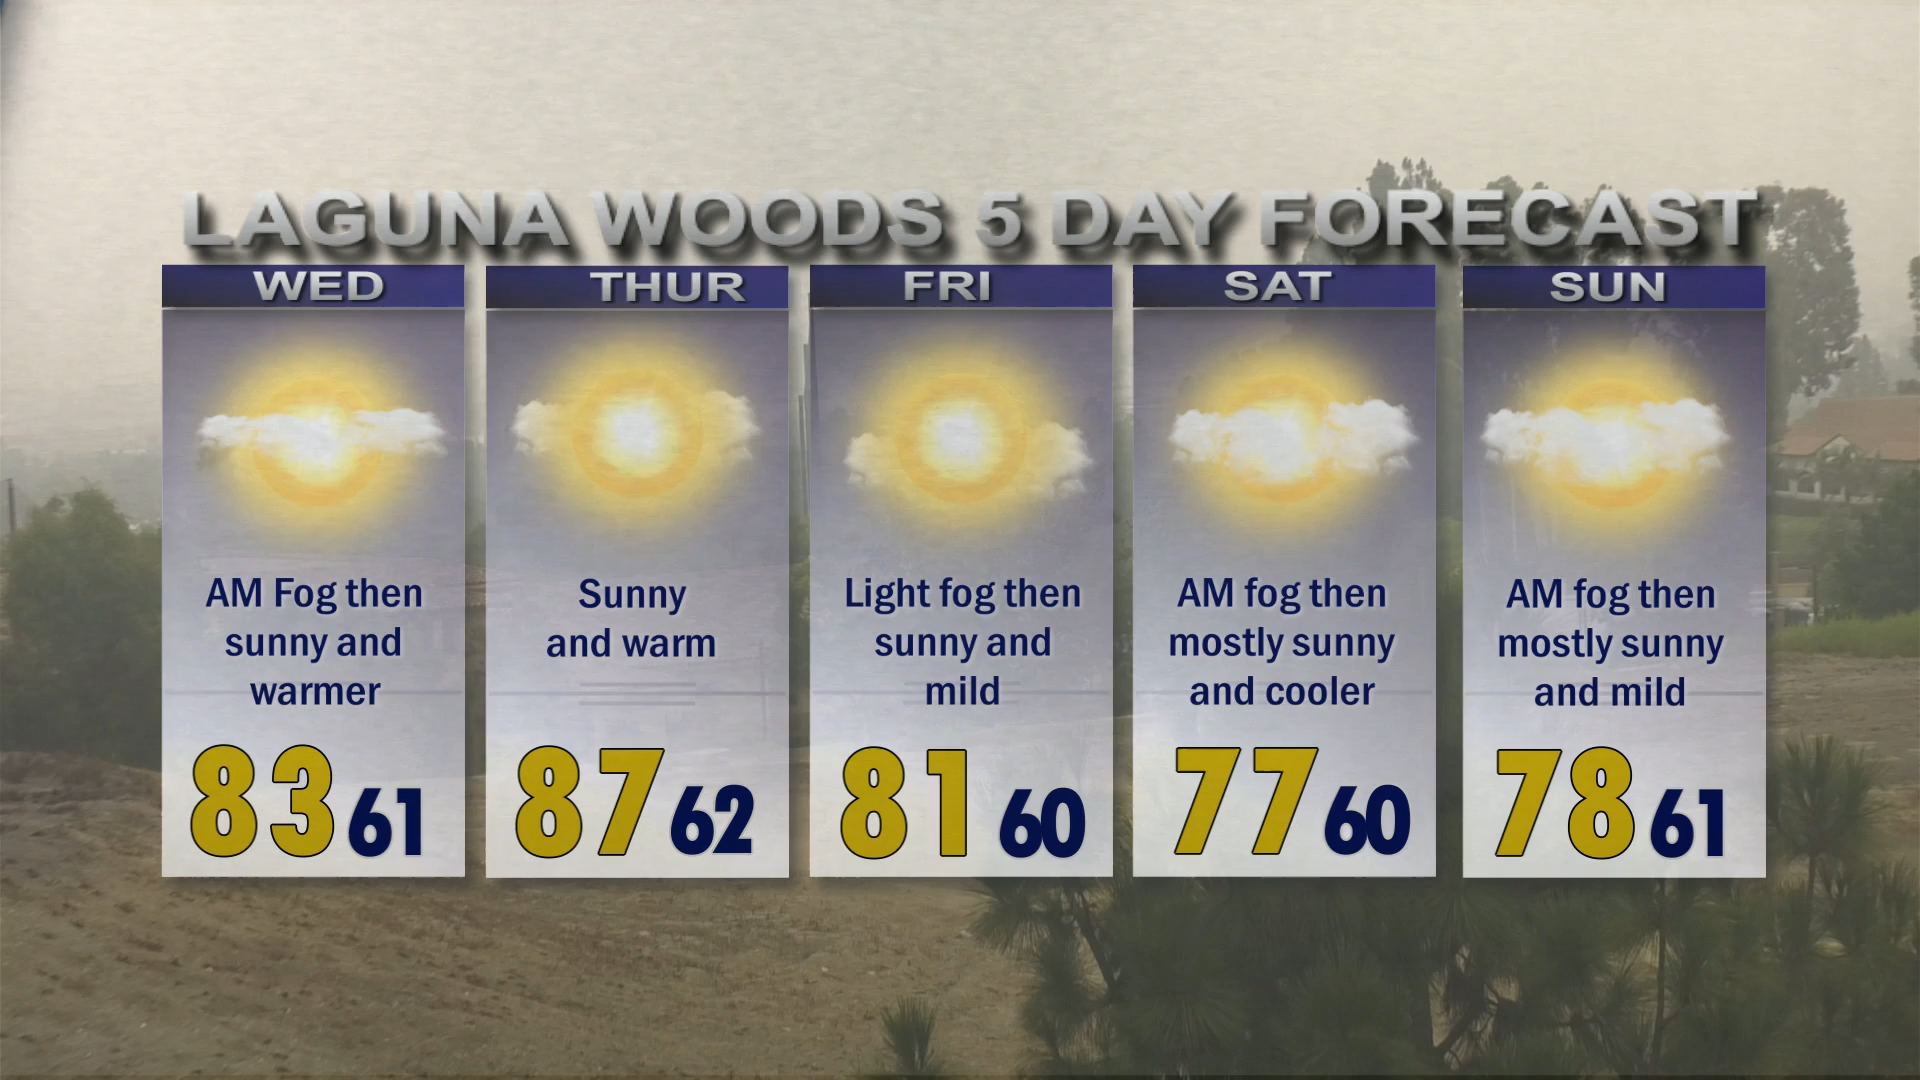 LAGUNA WOODS 5 DAY FORECAST
WED
AM Fog then
sunny and
warmer
83 61
THUR
Sunny
and warm
87 62
FRI
Light fog then
sunny and
mild
81 60
SAT
AM fog then
mostly sunny
and cooler
77 60
SUN
AM fog then
mostly sunny
and mild
78 61